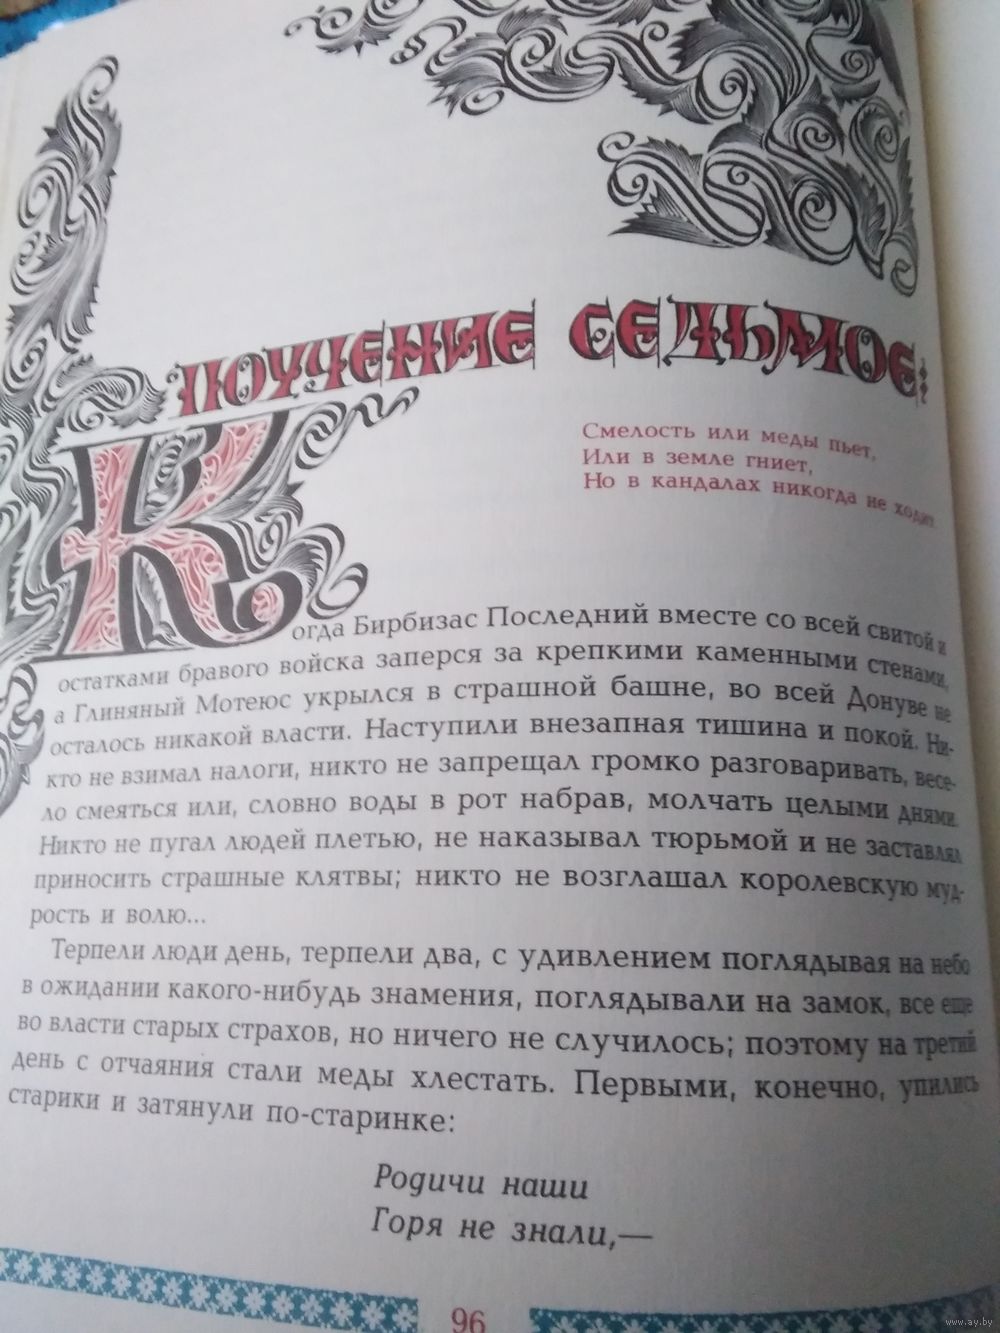 ПОУЧЕНИЕ СЕДЬМОЕ:
Смелость или меды пьет,
Или в земле гниет,
Но в кандалах никогда не ходит.
Когда Бирбизас Последний вместе со всей свитой и
остатками бравого войска заперся за крепкими каменными стенами,
а Глиняный Мотеюс укрылся в страшной башне, во всей Донуве не
осталось никакой власти. Наступили внезапная тишина и покой. Ни-
кто не взимал налоги, никто не запрещал громко разговаривать, весе-
ло смеяться или, словно воды в рот набрав, молчать целыми днями.
Никто не пугал людей плетью, не наказывал тюрьмой и не заставлял
приносить страшные клятвы; никто не возглашал королевскую муд-
рость и волю...
Терпели люди день, терпели два, с удивлением поглядывая на небо
в ожидании какого-нибудь знамения, поглядывали на замок, все еще
во власти старых страхов, но ничего не случилось; поэтому на третий
день с отчаяния стали меды хлестать. Первыми, конечно, упились
старики и затянули по-старинке:
Родичи наши
Горя не знали,—
96
www.ay.by